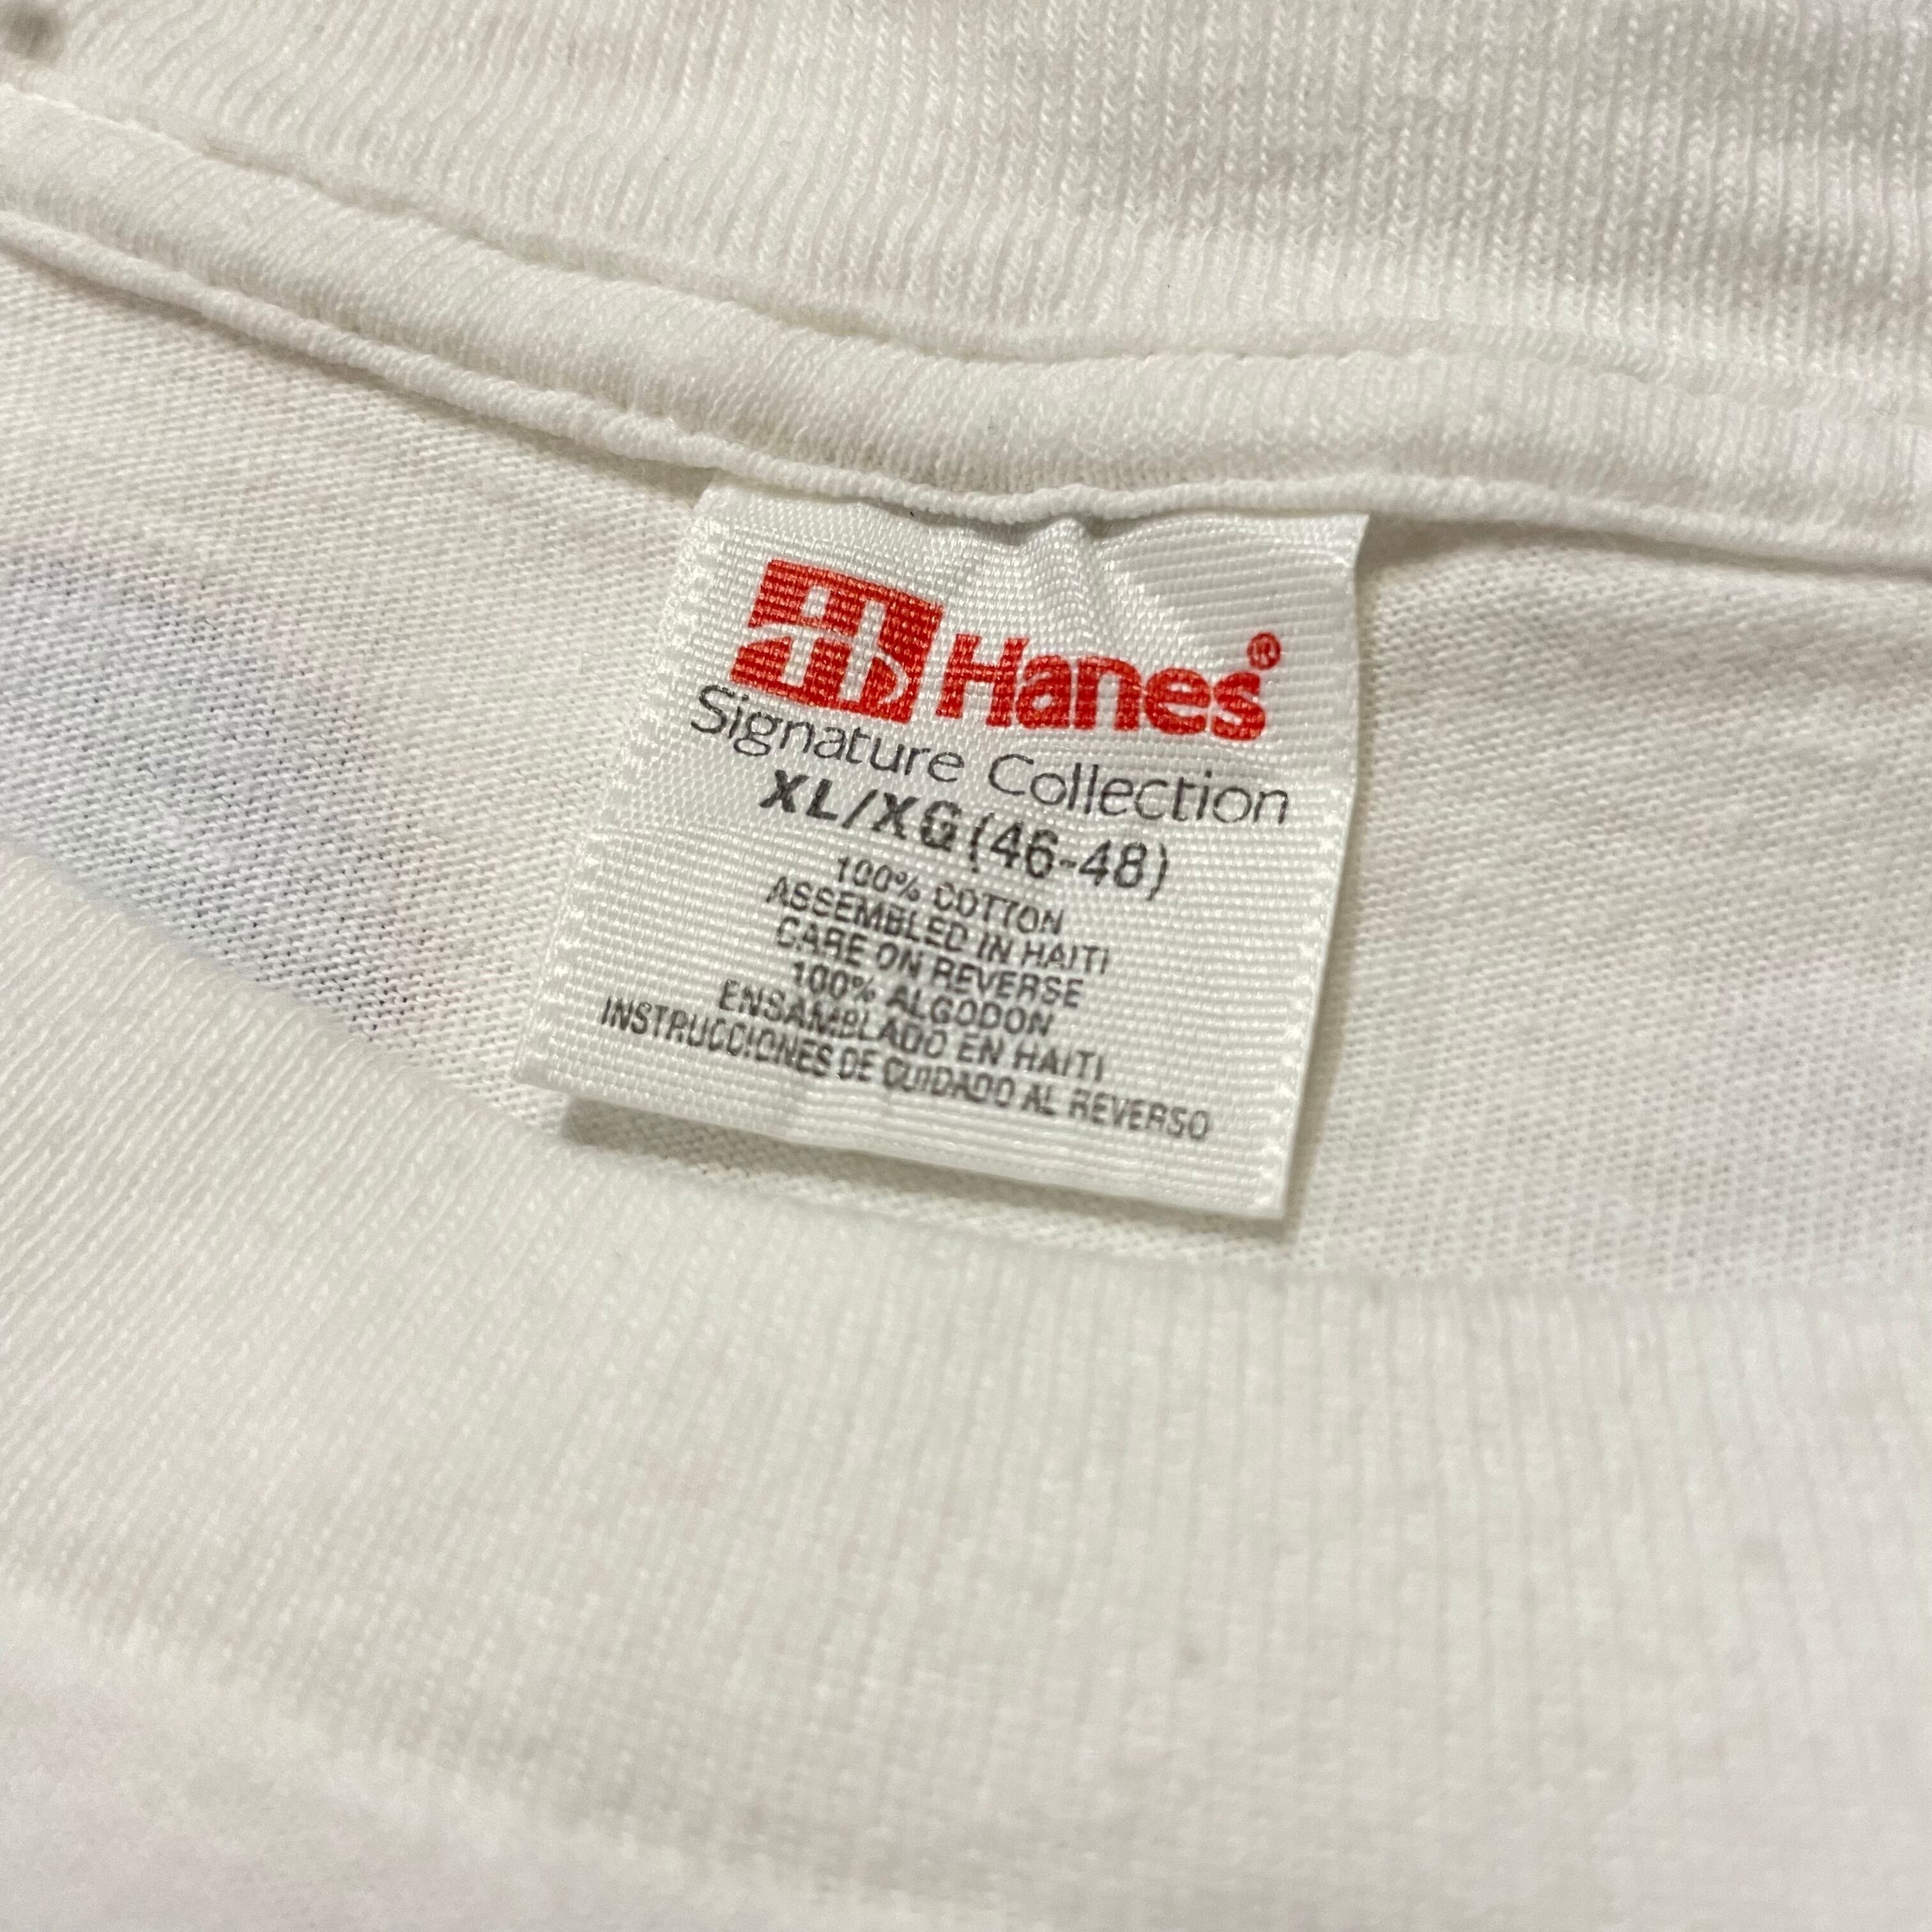 Hanes®
Signature Collection
XL/XG (46-48)
100% COTTON
ASSEMBLED IN HAITI
CARE ON REVERSE
100% ALGODON
ENSAMBLADO EN HAITI
INSTRUCCIONES DE CUIDADO AL REVERSO